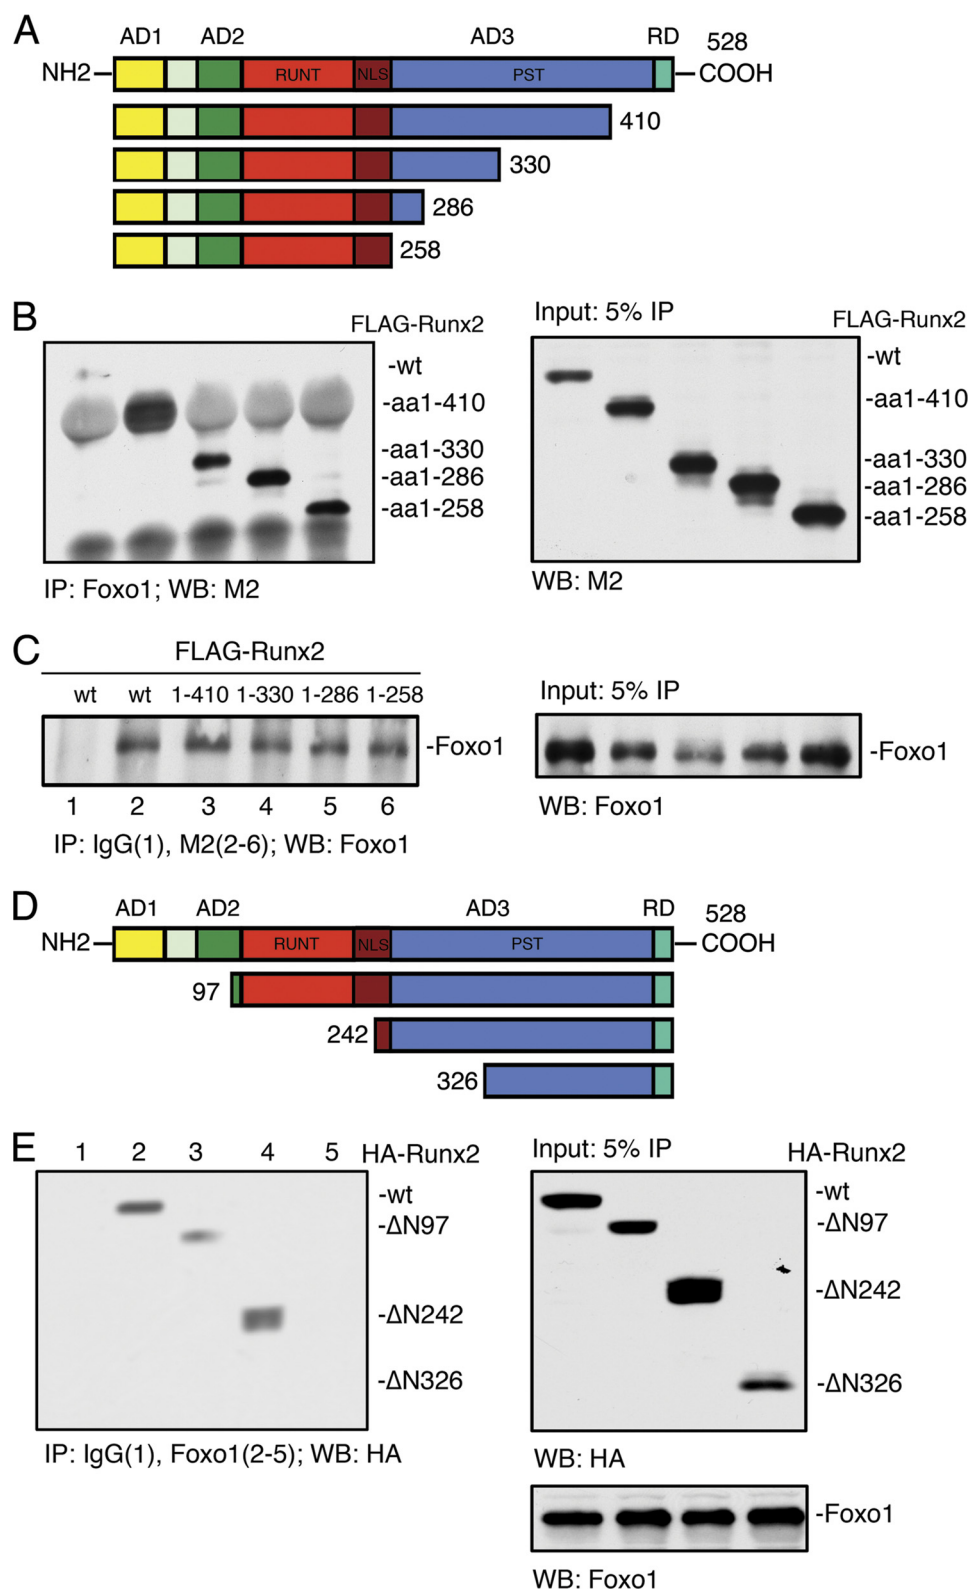 A
AD1 AD2 AD3 RD 528
NH2 RUNT NLS PST COOH
410
330
286
258
B
FLAG-Runx2
-wt
-aa1-410
-aa1-330
-aa1-286
-aa1-258
IP: Foxo1; WB: M2
Input: 5% IP
FLAG-Runx2
-wt
-aa1-410
-aa1-330
-aa1-286
-aa1-258
WB: M2
C
FLAG-Runx2
wt wt 1-410 1-330 1-286 1-258
-Foxo1
1 2 3 4 5 6
IP: IgG(1), M2(2-6); WB: Foxo1
Input: 5% IP
-Foxo1
WB: Foxo1
D
AD1 AD2 AD3 RD 528
NH2 RUNT NLS PST COOH
97
242
326
E
1 2 3 4 5 HA-Runx2
-wt
-ΔN97
-ΔN242
-ΔN326
IP: IgG(1), Foxo1(2-5); WB: HA
Input: 5% IP
HA-Runx2
-wt
-ΔN97
-ΔN242
-ΔN326
WB: HA
-Foxo1
WB: Foxo1